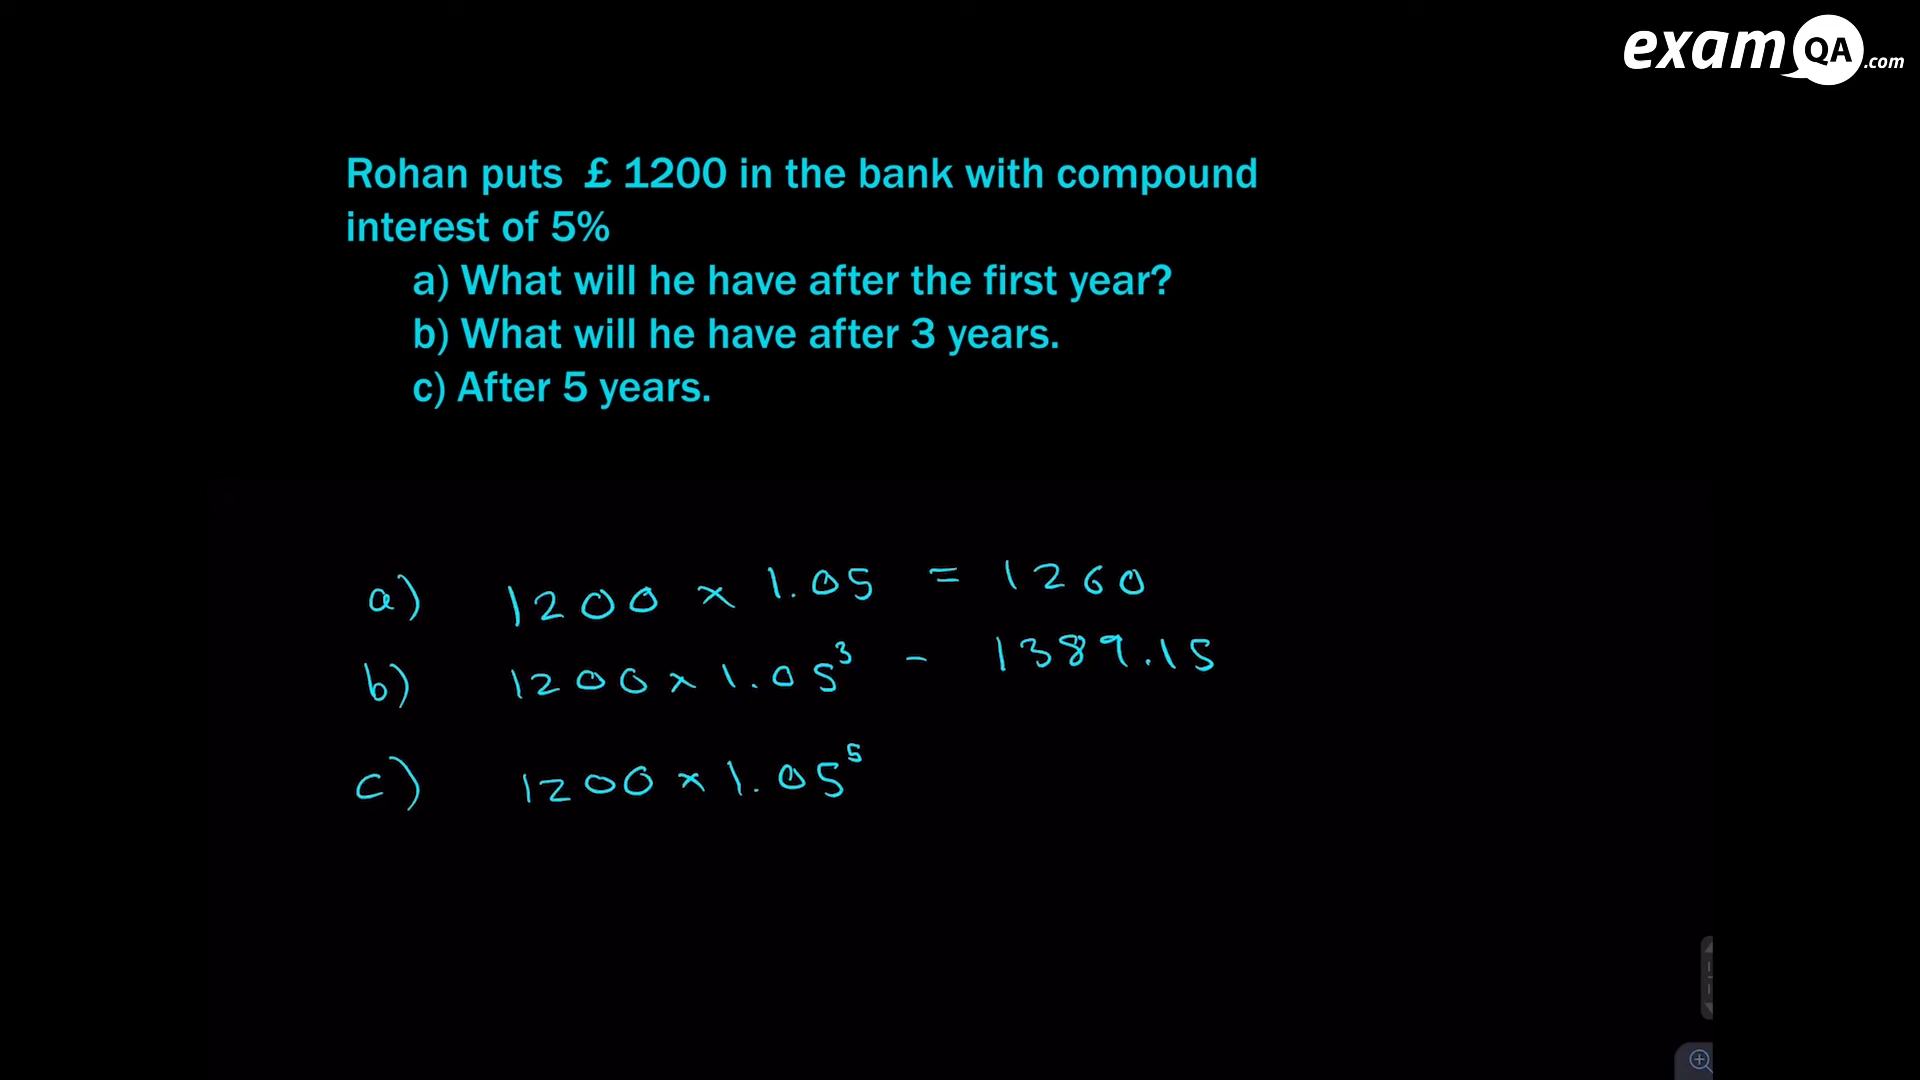 examQA.com
Rohan puts £ 1200 in the bank with compound
interest of 5%
a) What will he have after the first year?
b) What will he have after 3 years.
c) After 5 years.
a) 1200 × 1.05 = 1260
b) 1200 × 1.05³ - 1389.15
c) 1200 × 1.05⁵